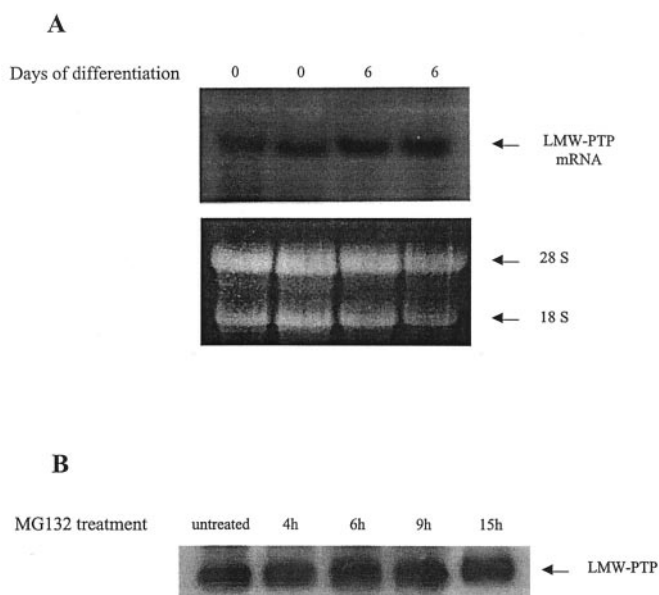 A
Days of differentiation 0 0 6 6
LMW-PTP
mRNA
28 S
18 S
B
MG132 treatment untreated 4h 6h 9h 15h
LMW-PTP